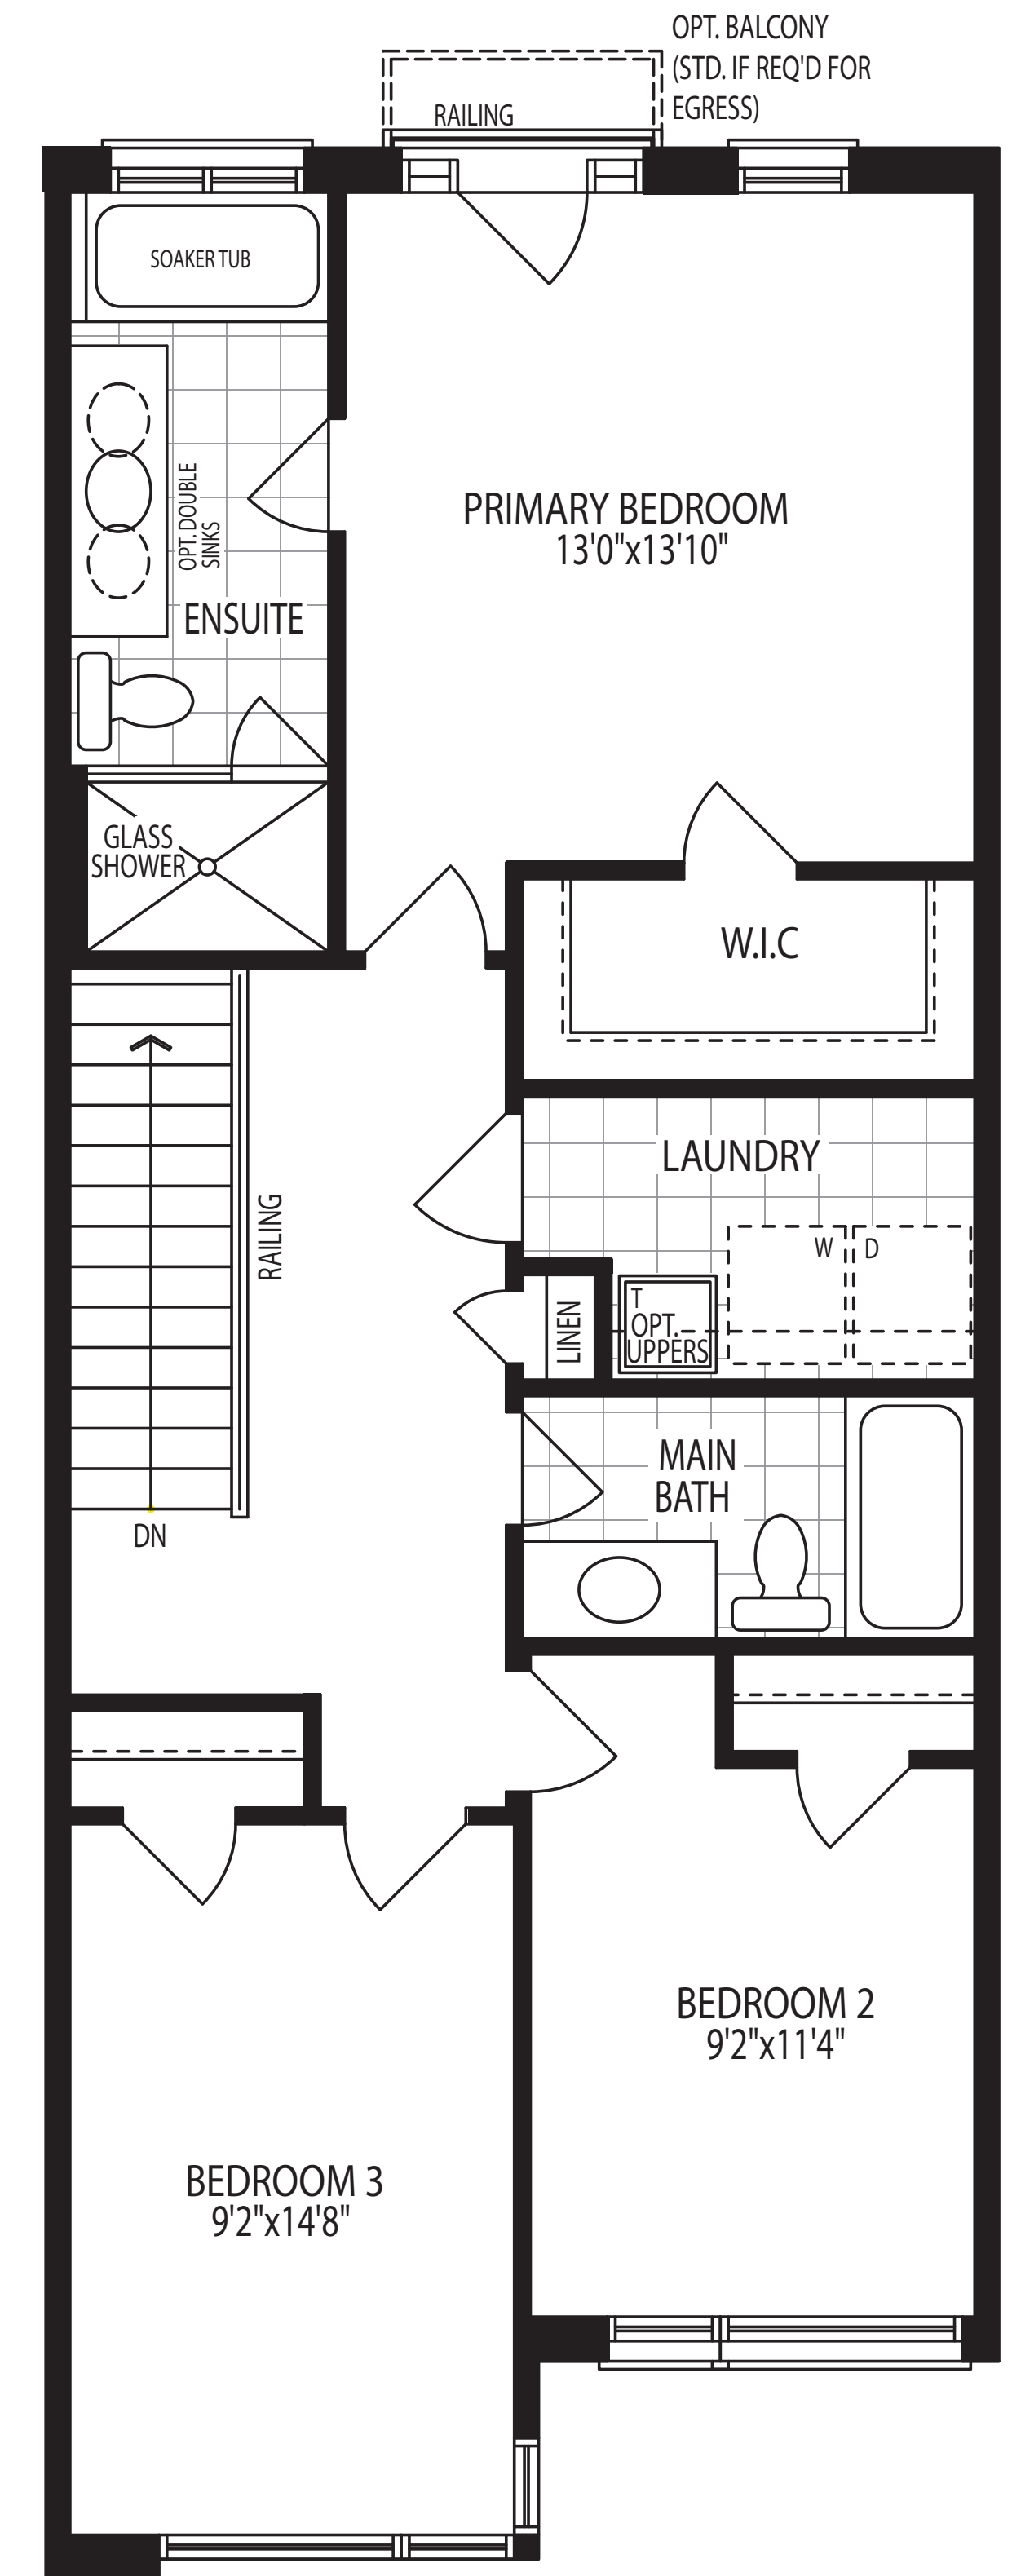 OPT. BALCONY
(STD. IF REQ'D FOR
EGRESS)
RAILING
SOAKER TUB
OPT. DOUBLE
SINKS
PRIMARY BEDROOM
13'0"x13'10"
ENSUITE
GLASS
SHOWER
W.I.C
LAUNDRY
RAILING
W
D
LINEN
T
OPT.
UPPERS
MAIN
BATH
DN
BEDROOM 2
9'2"x11'4"
BEDROOM 3
9'2"x14'8"